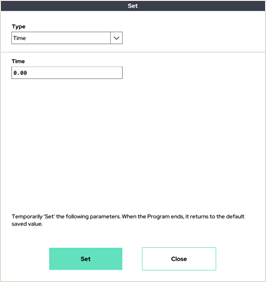 Set
Type
Time
Time
0.00
Temporarily 'Set' the following parameters. When the Program ends, it returns to the default
saved value.
Set
Close